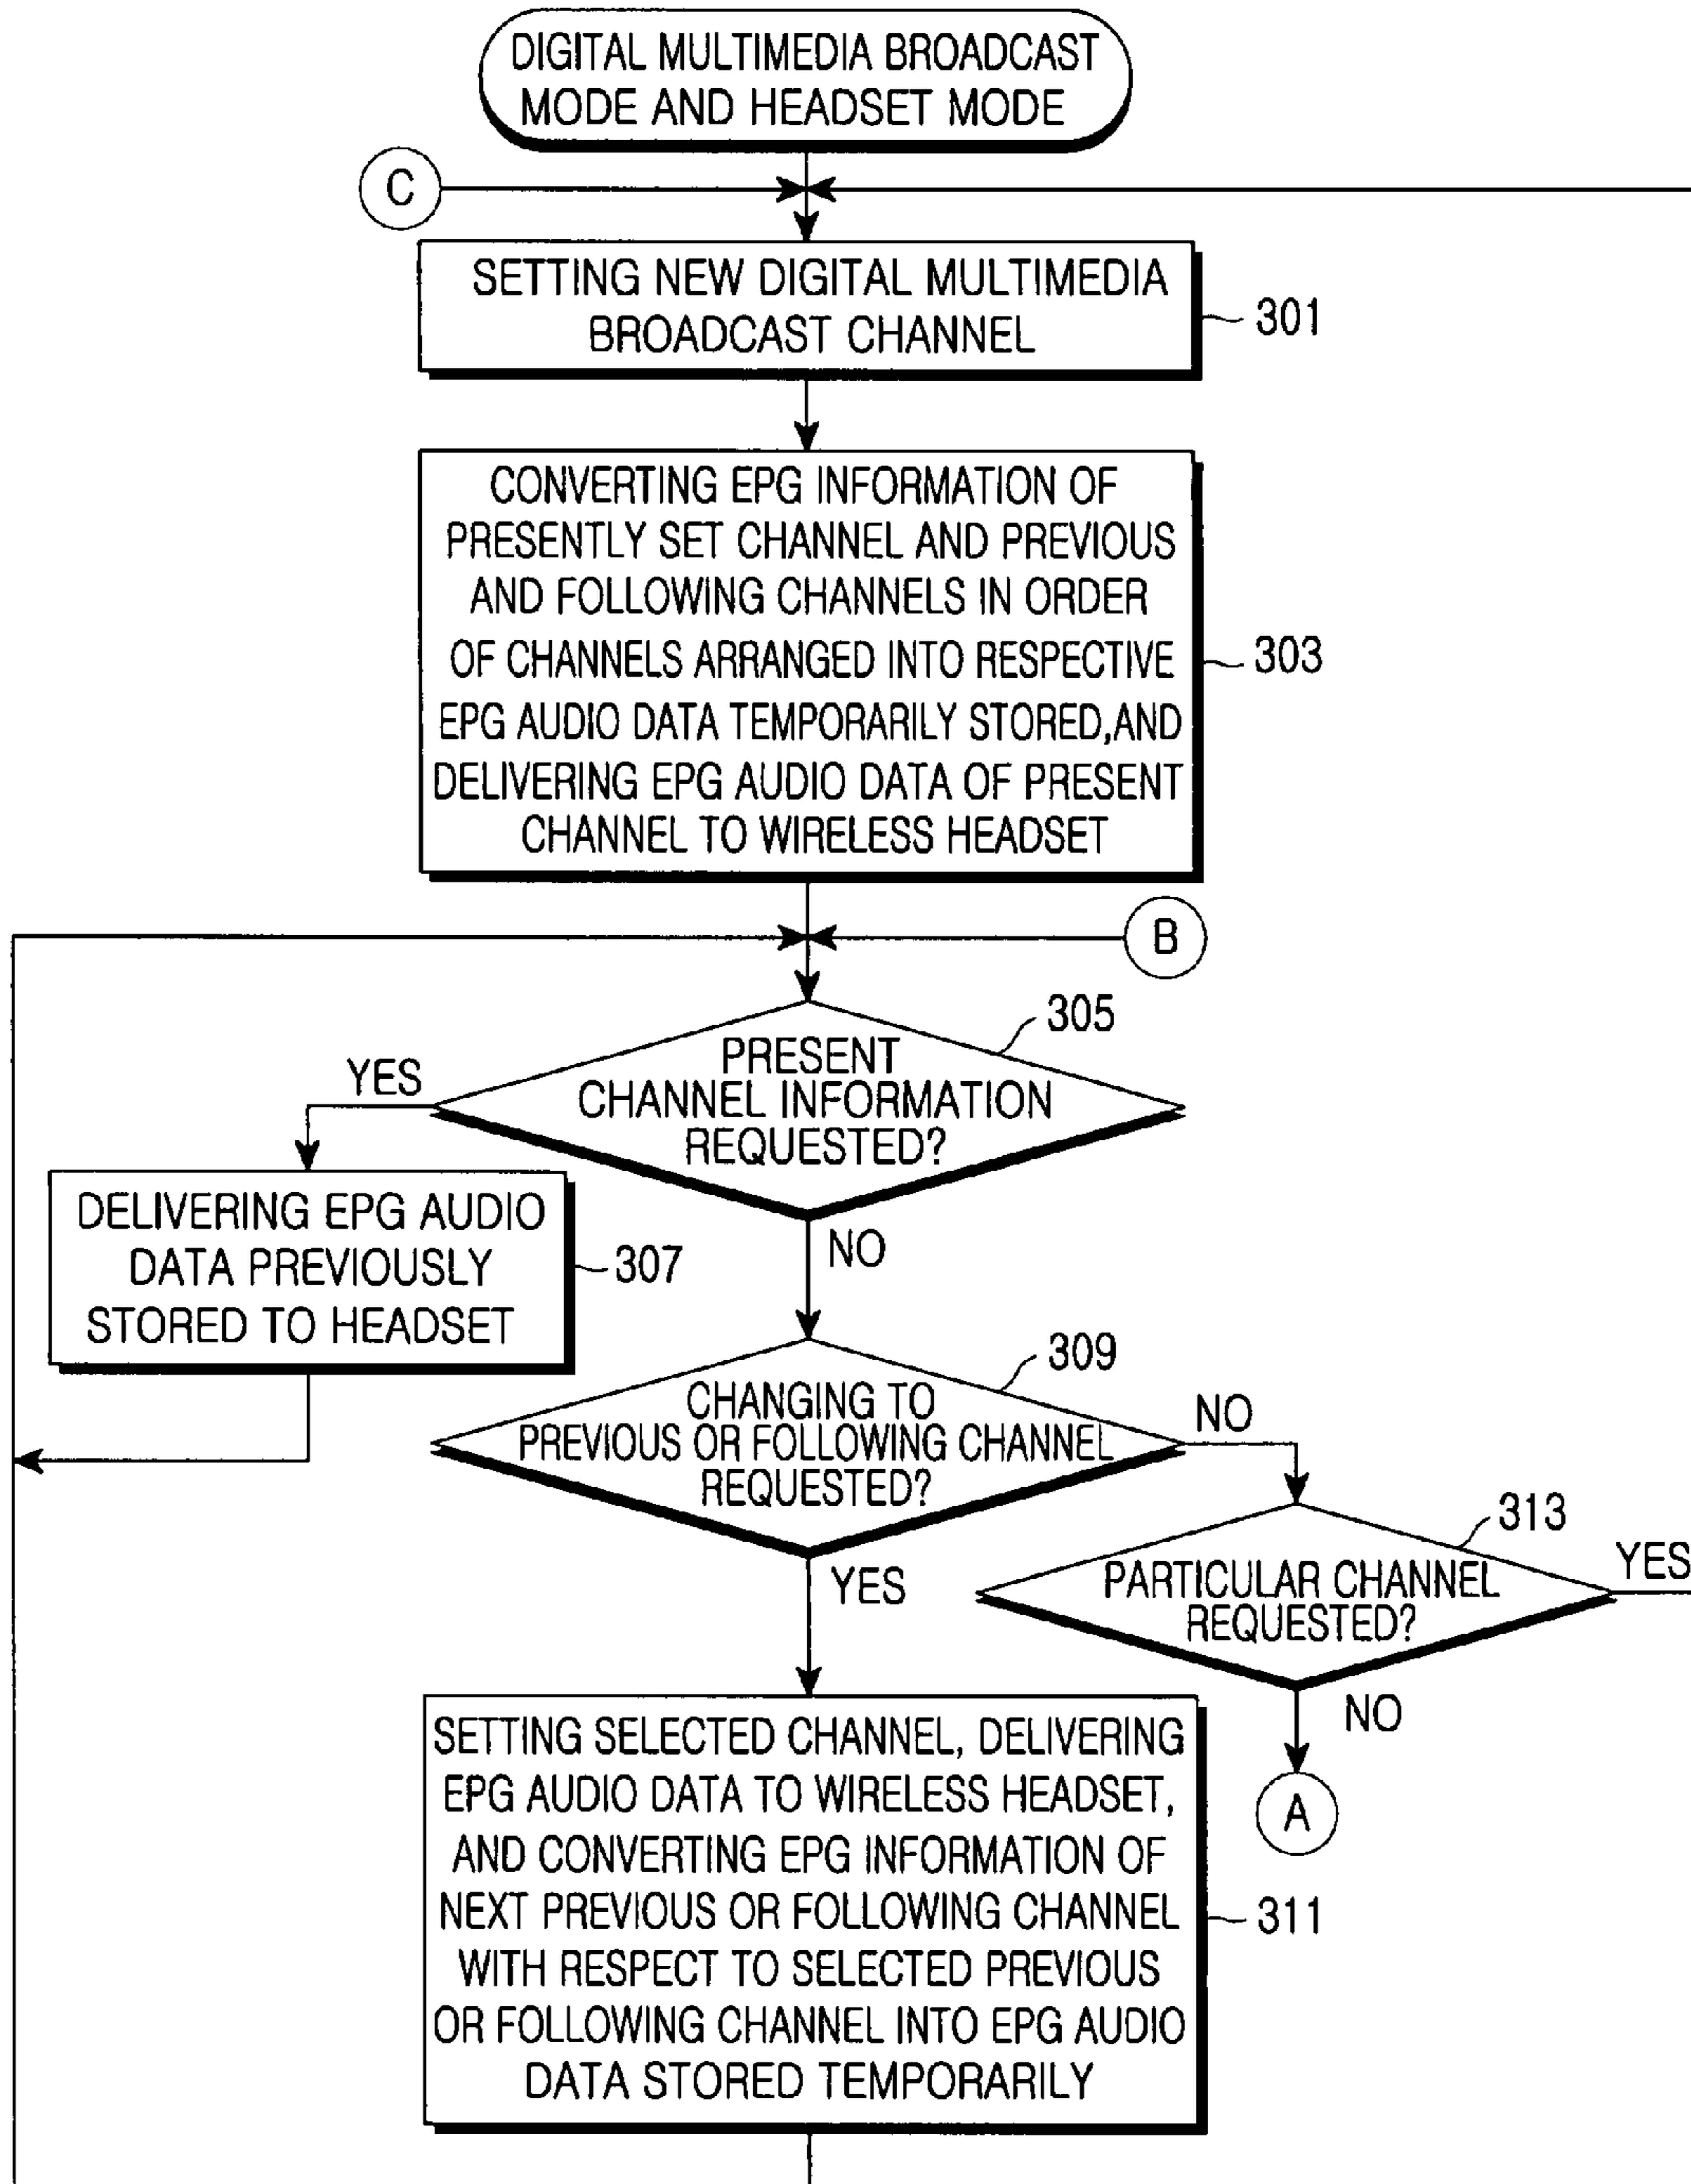 DIGITAL MULTIMEDIA BROADCAST
MODE AND HEADSET MODE
C
SETTING NEW DIGITAL MULTIMEDIA
BROADCAST CHANNEL
301
CONVERTING EPG INFORMATION OF
PRESENTLY SET CHANNEL AND PREVIOUS
AND FOLLOWING CHANNELS IN ORDER
OF CHANNELS ARRANGED INTO RESPECTIVE
EPG AUDIO DATA TEMPORARILY STORED,AND
DELIVERING EPG AUDIO DATA OF PRESENT
CHANNEL TO WIRELESS HEADSET
303
B
305
PRESENT
CHANNEL INFORMATION
REQUESTED?
YES
NO
DELIVERING EPG AUDIO
DATA PREVIOUSLY
STORED TO HEADSET
307
309
CHANGING TO
PREVIOUS OR FOLLOWING CHANNEL
REQUESTED?
NO
YES
313
PARTICULAR CHANNEL
REQUESTED?
YES
NO
A
SETTING SELECTED CHANNEL, DELIVERING
EPG AUDIO DATA TO WIRELESS HEADSET,
AND CONVERTING EPG INFORMATION OF
NEXT PREVIOUS OR FOLLOWING CHANNEL
WITH RESPECT TO SELECTED PREVIOUS
OR FOLLOWING CHANNEL INTO EPG AUDIO
DATA STORED TEMPORARILY
311